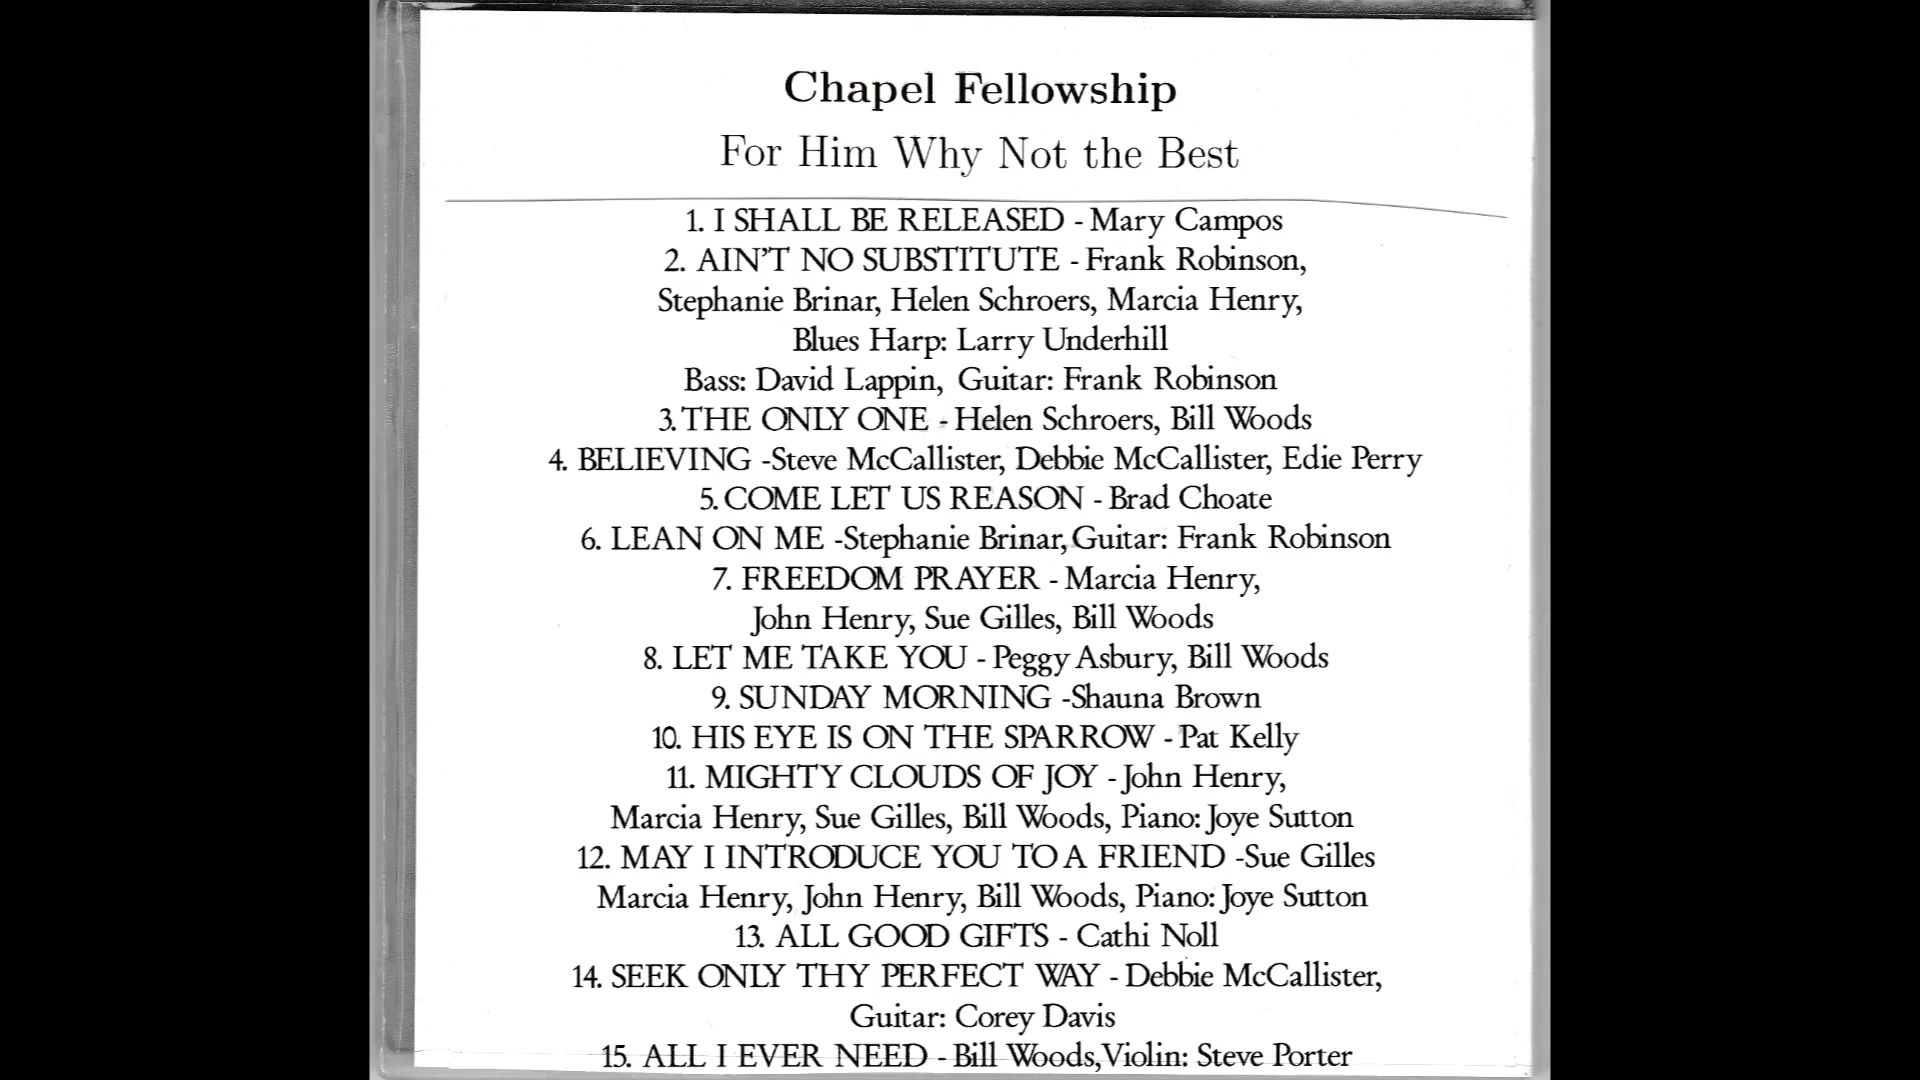 Chapel Fellowship
For Him Why Not the Best
1. I SHALL BE RELEASED - Mary Campos
2. AIN'T NO SUBSTITUTE - Frank Robinson,
Stephanie Brinar, Helen Schroers, Marcia Henry,
Blues Harp: Larry Underhill
Bass: David Lappin, Guitar: Frank Robinson
3. THE ONLY ONE - Helen Schroers, Bill Woods
4. BELIEVING -Steve McCallister, Debbie McCallister, Edie Perry
5. COME LET US REASON - Brad Choate
6. LEAN ON ME -Stephanie Brinar, Guitar: Frank Robinson
7. FREEDOM PRAYER - Marcia Henry,
John Henry, Sue Gilles, Bill Woods
8. LET ME TAKE YOU - Peggy Asbury, Bill Woods
9. SUNDAY MORNING -Shauna Brown
10. HIS EYE IS ON THE SPARROW - Pat Kelly
11. MIGHTY CLOUDS OF JOY - John Henry,
Marcia Henry, Sue Gilles, Bill Woods, Piano: Joye Sutton
12. MAY I INTRODUCE YOU TO A FRIEND -Sue Gilles
Marcia Henry, John Henry, Bill Woods, Piano: Joye Sutton
13. ALL GOOD GIFTS - Cathi Noll
14. SEEK ONLY THY PERFECT WAY - Debbie McCallister,
Guitar: Corey Davis
15. ALL I EVER NEED - Bill Woods, Violin: Steve Porter